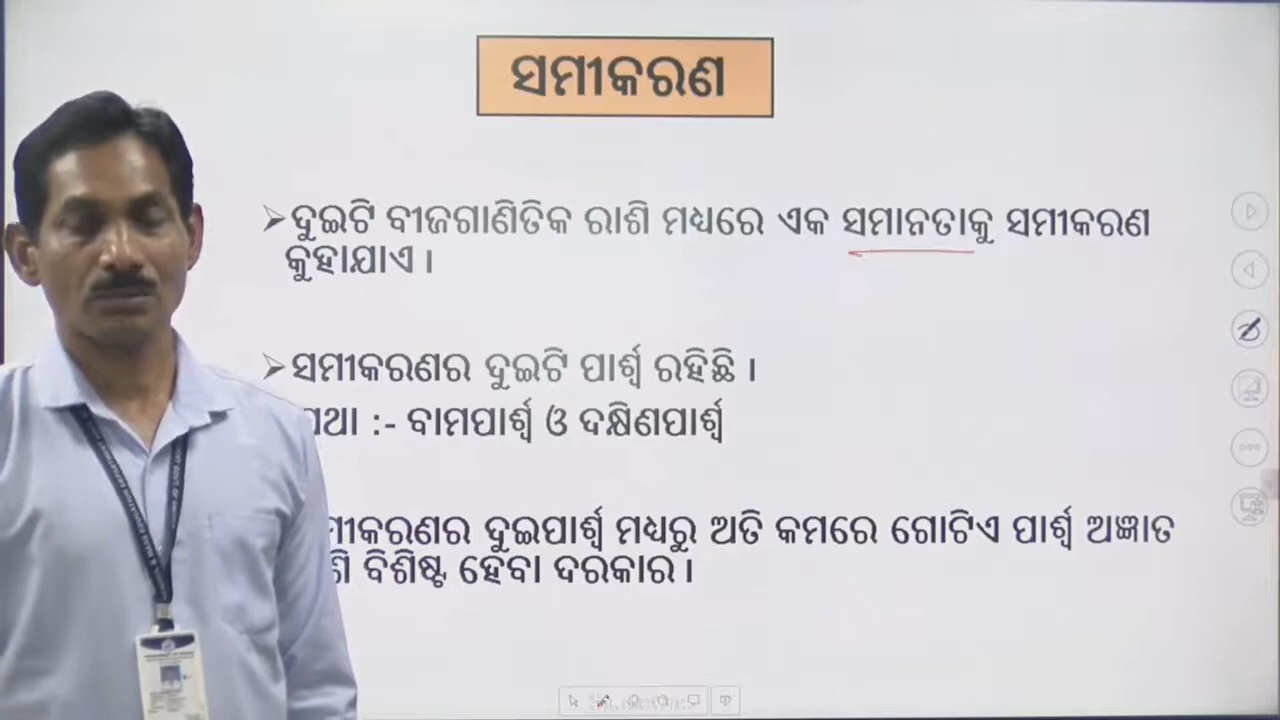 ସମୀକରଣ
➢ ଦୁଇଟି ବୀଜଗାଣିତିକ ରାଶି ମଧ୍ୟରେ ଏକ ସମାନତାକୁ ସମୀକରଣ
କୁହାଯାଏ ।
➢ ସମୀକରଣର ଦୁଇଟି ପାର୍ଶ୍ଵ ରହିଛି ।
:- ବାମପାର୍ଶ୍ଵ ଓ ଦକ୍ଷିଣପାର୍ଶ୍ଵ
ଦୁଇପାର୍ଶ୍ଵ ମଧ୍ୟରୁ ଅତି କମରେ ଗୋଟିଏ ପାର୍ଶ୍ଵ ଅଜ୍ଞାତ
ବିଶିଷ୍ଟ ହେବା ଦରକାର ।